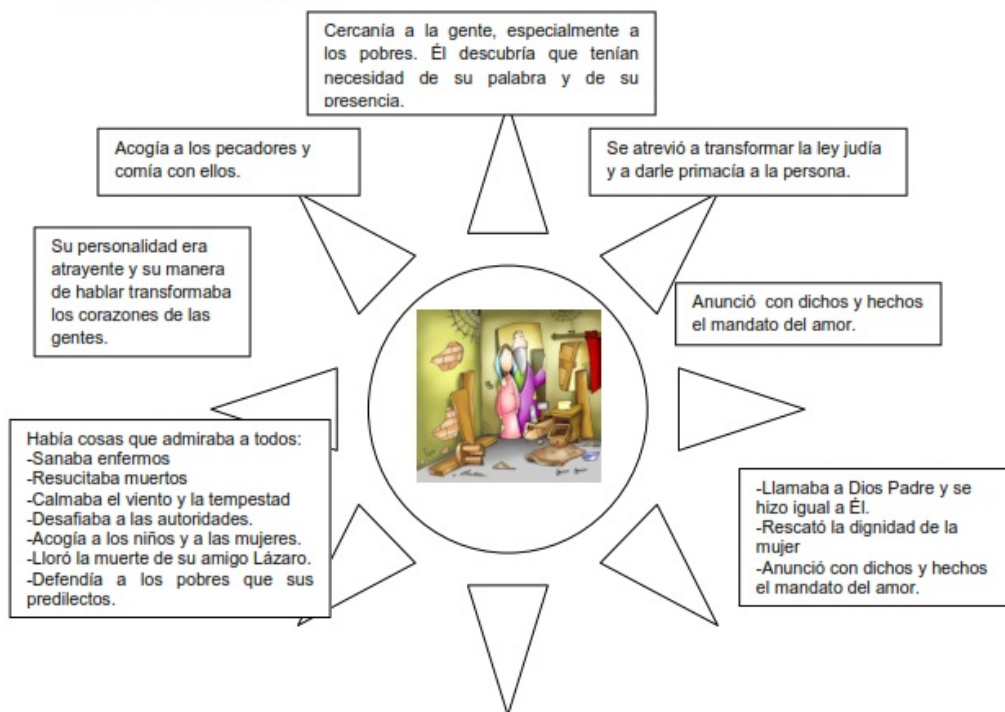 Cercanía a la gente, especialmente a
los pobres. Él descubría que tenían
necesidad de su palabra y de su
presencia.
Acogía a los pecadores y
comía con ellos.
Se atrevió a transformar la ley judía
y a darle primacía a la persona.
Su personalidad era
atrayente y su manera
de hablar transformaba
los corazones de las
gentes.
Anunció con dichos y hechos
el mandato del amor.
Había cosas que admiraba a todos:
-Sanaba enfermos
-Resucitaba muertos
-Calmaba el viento y la tempestad
-Desafiaba a las autoridades.
-Acogía a los niños y a las mujeres.
-Lloró la muerte de su amigo Lázaro.
-Defendía a los pobres que sus
predilectos.
-Llamaba a Dios Padre y se
hizo igual a Él.
-Rescató la dignidad de la
mujer
-Anunció con dichos y hechos
el mandato del amor.